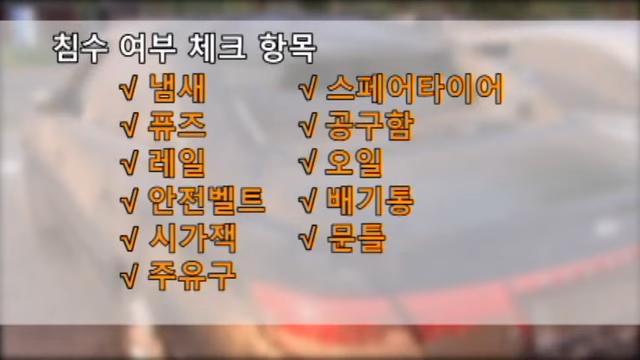 침수 여부 체크 항목
√ 냄새 √ 스페어타이어
√ 퓨즈 √ 공구함
√ 레일 √ 오일
√ 안전벨트 √ 배기통
√ 시가잭 √ 문틀
√ 주유구